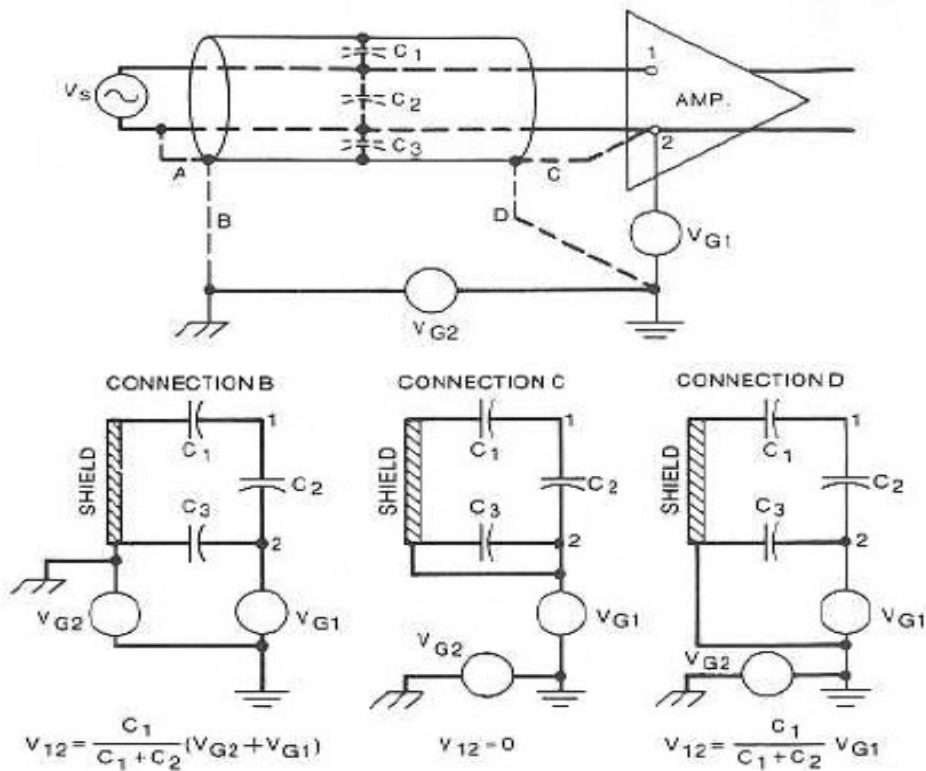 C1
1
Vs
AMP.
C2
C3
2
A
C
B
D
VG1
VG2
CONNECTION B
CONNECTION C
CONNECTION D
SHIELD
C1
1
C2
C3
2
VG2
VG1
SHIELD
C1
1
C2
C3
2
VG1
VG2
SHIELD
C1
1
C2
C3
2
VG1
VG2
V12 = C1 / C1 + C2 (VG2 + VG1)
V12 = 0
V12 = C1 / C1 + C2 VG1